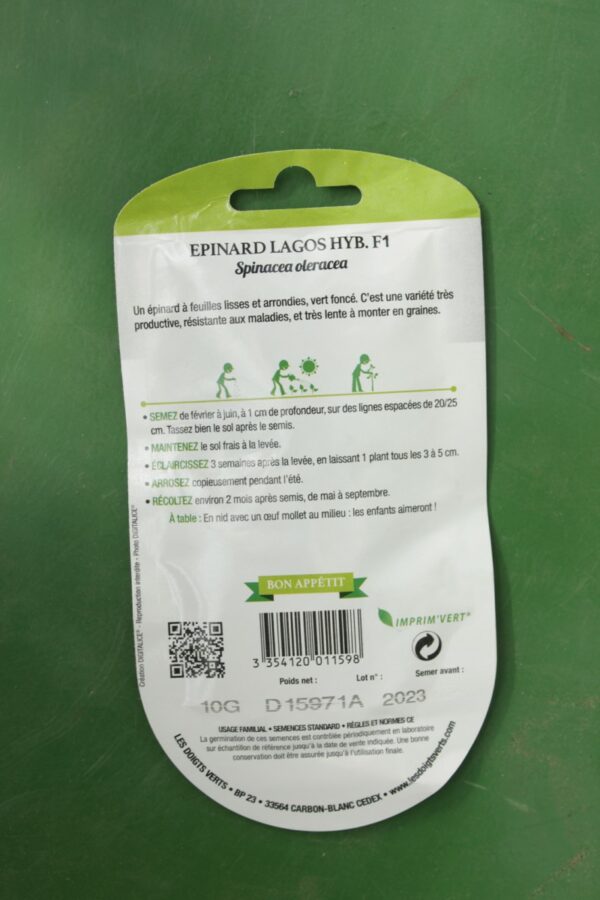 EPINARD LAGOS HYB. F1
Spinacea oleracea
Un épinard à feuilles lisses et arrondies, vert foncé. C'est une variété très
productive, résistante aux maladies, et très lente à monter en graines.
• SEMEZ de février à juin, à 1 cm de profondeur, sur des lignes espacées de 20/25
cm. Tassez bien le sol après le semis.
• MAINTENEZ le sol frais à la levée.
• ÉCLAIRCISSEZ 3 semaines après la levée, en laissant 1 plant tous les 3 à 5 cm.
• ARROSEZ copieusement pendant l'été.
• RÉCOLTEZ environ 2 mois après semis, de mai à septembre.
À table : En nid avec un œuf mollet au milieu : les enfants aimeront !
Création DIGITALICE® - Reproduction interdite - Photo DIGITALICE®
BON APPÉTIT
IMPRIM'VERT®
3 354120 011598
Poids net :
Lot n° :
Semer avant :
10G
D15971A
2023
USAGE FAMILIAL • SEMENCES STANDARD • RÈGLES ET NORMES CE
La germination de ces semences est contrôlée périodiquement en laboratoire
sur échantillon de référence jusqu'à la date de vente indiquée. Une bonne
conservation doit être assurée jusqu'à l'utilisation finale.
LES DOIGTS VERTS • BP 23 • 33564 CARBON-BLANC CEDEX • www.lesdoigtsverts.com